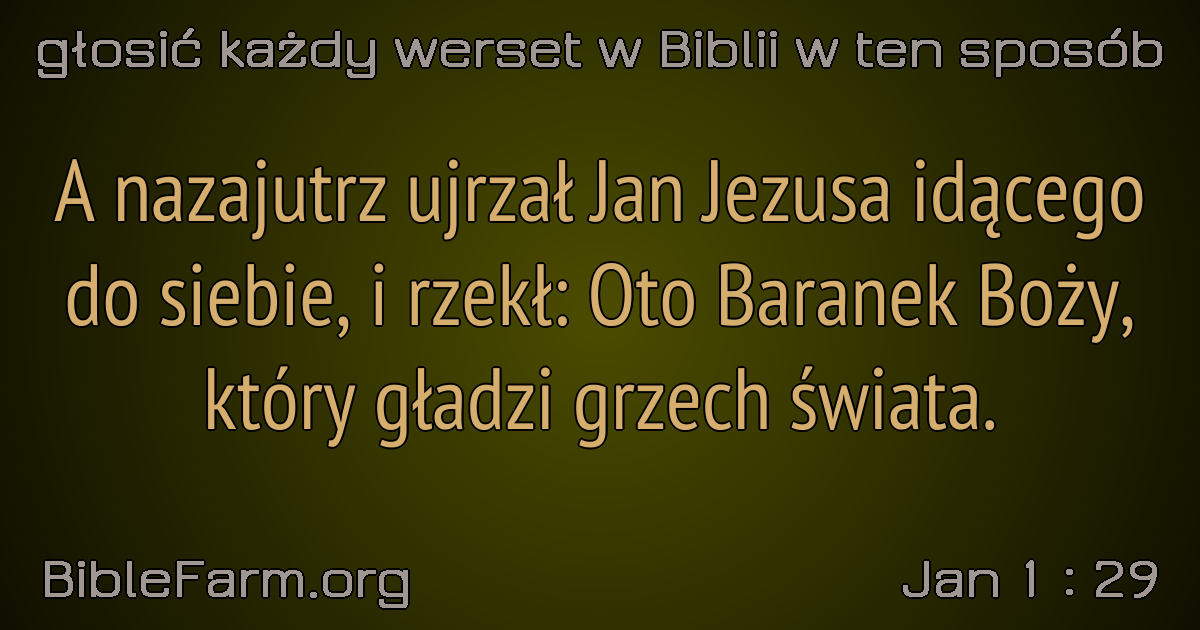 głosić każdy werset w Biblii w ten sposób
A nazajutrz ujrzał Jan Jezusa idącego
do siebie, i rzekł: Oto Baranek Boży,
który gładzi grzech świata.
BibleFarm.org
Jan 1 : 29